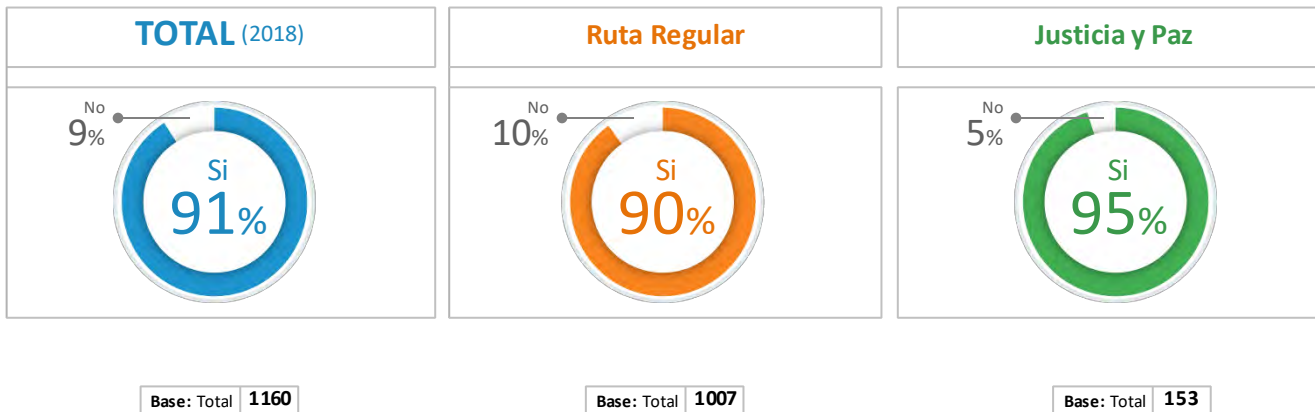 TOTAL (2018)
Ruta Regular
Justicia y Paz
No
9%
Si
91%
No
10%
Si
90%
No
5%
Si
95%
Base: Total 1160
Base: Total 1007
Base: Total 153